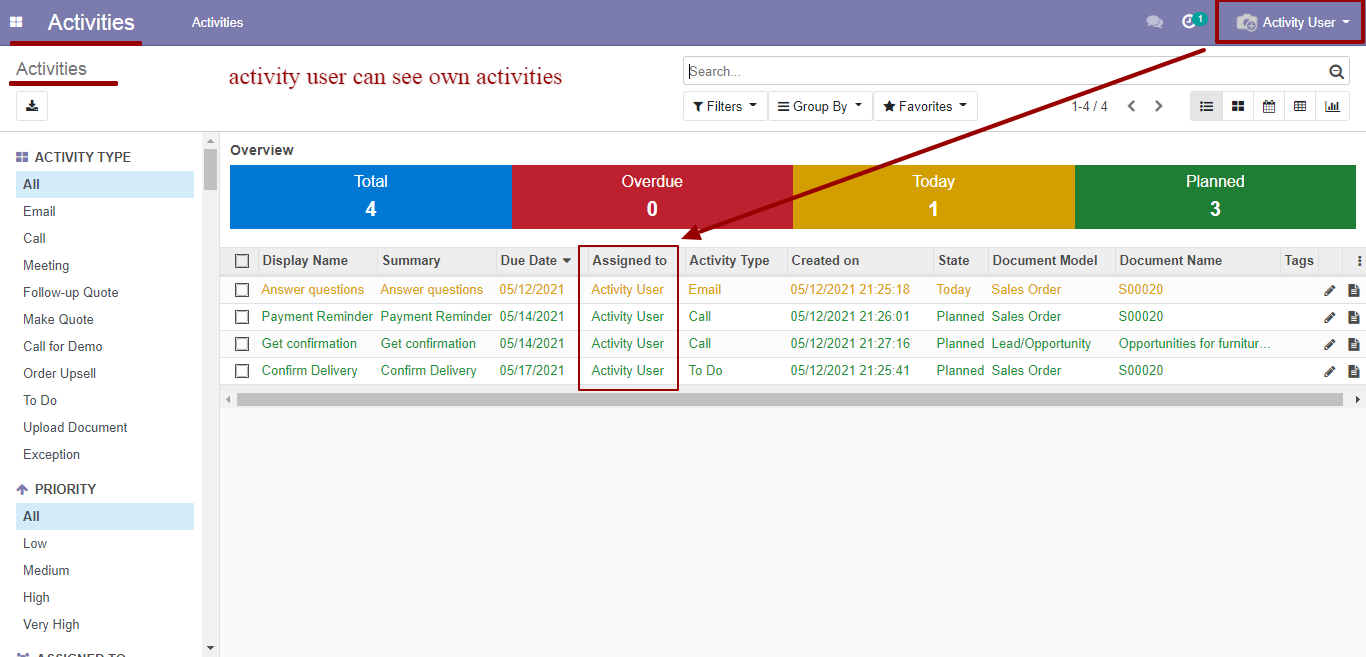 Activities Activities 1 Activity User
Activities
activity user can see own activities
Search...
Filters Group By Favorites 1-4 / 4
ACTIVITY TYPE
All
Email
Call
Meeting
Follow-up Quote
Make Quote
Call for Demo
Order Upsell
To Do
Upload Document
Exception
PRIORITY
All
Low
Medium
High
Very High
ASSIGNED TO
Overview
Total Overdue Today Planned
4 0 1 3
Display Name Summary Due Date Assigned to Activity Type Created on State Document Model Document Name Tags
Answer questions Answer questions 05/12/2021 Activity User Email 05/12/2021 21:25:18 Today Sales Order S00020
Payment Reminder Payment Reminder 05/14/2021 Activity User Call 05/12/2021 21:26:01 Planned Sales Order S00020
Get confirmation Get confirmation 05/14/2021 Activity User Call 05/12/2021 21:27:16 Planned Lead/Opportunity Opportunities for furnitur...
Confirm Delivery Confirm Delivery 05/17/2021 Activity User To Do 05/12/2021 21:25:41 Planned Sales Order S00020